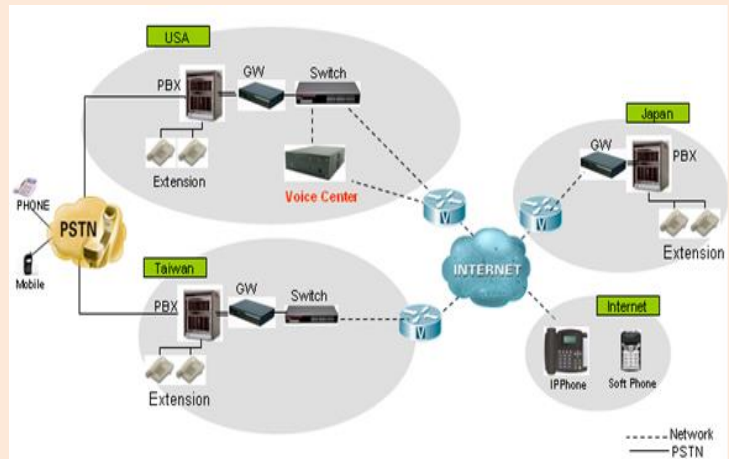 USA
PBX
GW
Switch
Extension
Voice Center
PHONE
PSTN
Mobile
Taiwan
PBX
GW
Switch
Extension
V
V
V
INTERNET
Japan
GW
PBX
Extension
Internet
IPPhone
Soft Phone
Network
PSTN